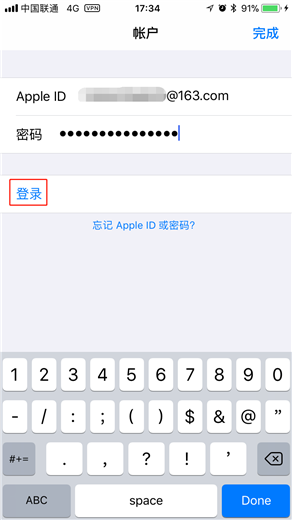 中国联通 4G VPN 17:34 91%
帐户 完成
Apple ID @163.com
密码 ●●●●●●●●●●●●●●●
登录
忘记 Apple ID 或密码?
1 2 3 4 5 6 7 8 9 0
- / : ; ( ) $ & @ ”
#+= . , ? ! ’
ABC space Done